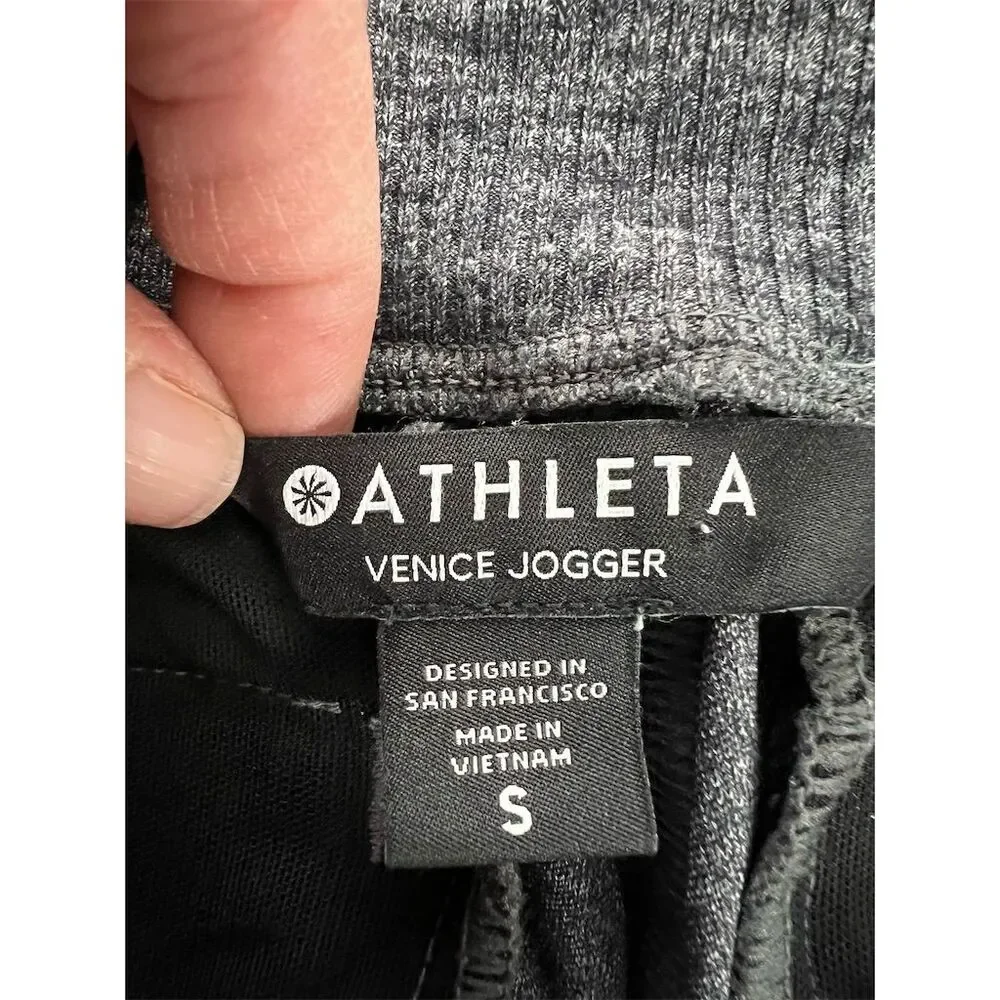 ATHLETA
VENICE JOGGER
DESIGNED IN
SAN FRANCISCO
MADE IN
VIETNAM
S